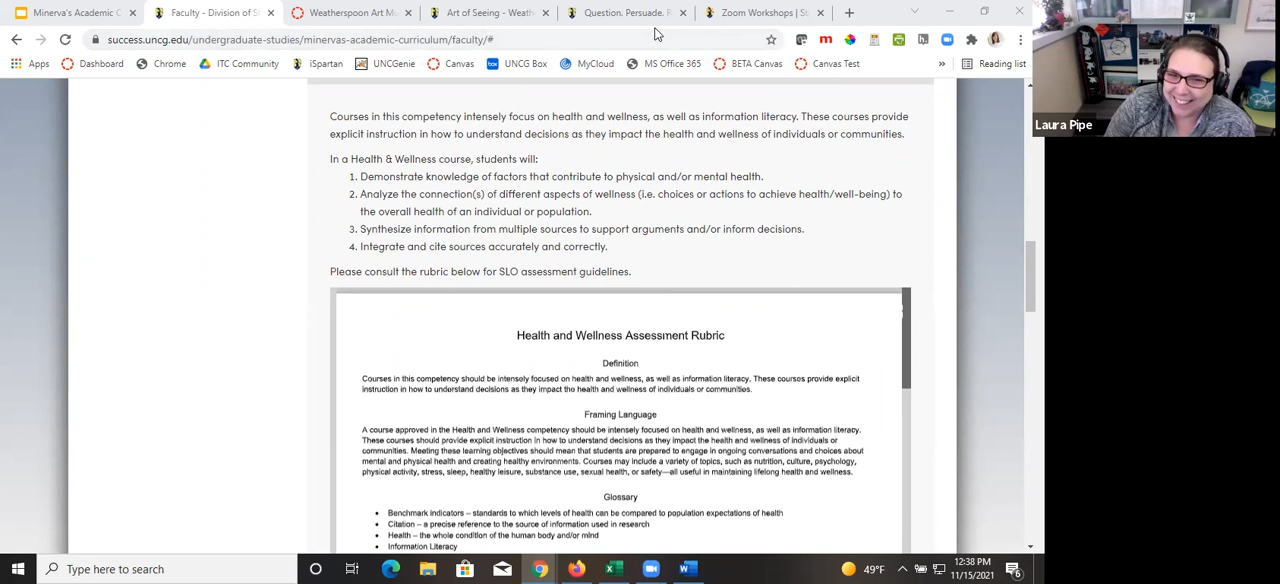 Minerva's Academic C
Faculty - Division of S
Weatherspoon Art M
Art of Seeing - Weath
Question. Persuade. R
Zoom Workshops | St
success.uncg.edu/undergraduate-studies/minervas-academic-curriculum/faculty/#
Apps
Dashboard
Chrome
ITC Community
iSpartan
UNCGenie
Canvas
UNCG Box
MyCloud
MS Office 365
BETA Canvas
Canvas Test
»
Reading list
Laura Pipe
Courses in this competency intensely focus on health and wellness, as well as information literacy. These courses provide
explicit instruction in how to understand decisions as they impact the health and wellness of individuals or communities.
In a Health & Wellness course, students will:
1. Demonstrate knowledge of factors that contribute to physical and/or mental health.
2. Analyze the connection(s) of different aspects of wellness (i.e. choices or actions to achieve health/well-being) to
the overall health of an individual or population.
3. Synthesize information from multiple sources to support arguments and/or inform decisions.
4. Integrate and cite sources accurately and correctly.
Please consult the rubric below for SLO assessment guidelines.
Health and Wellness Assessment Rubric
Definition
Courses in this competency should be intensely focused on health and wellness, as well as information literacy. These courses provide explicit
instruction in how to understand decisions as they impact the health and wellness of individuals or communities.
Framing Language
A course approved in the Health and Wellness competency should be intensely focused on health and wellness, as well as information literacy.
These courses should provide explicit instruction in how to understand decisions as they impact the health and wellness of individuals or
communities. Meeting these learning objectives should mean that students are prepared to engage in ongoing conversations and choices about
mental and physical health and creating healthy environments. Courses may include a variety of topics, such as nutrition, culture, psychology,
physical activity, stress, sleep, healthy leisure, substance use, sexual health, or safety—all useful in maintaining lifelong health and wellness.
Glossary
• Benchmark indicators – standards to which levels of health can be compared to population expectations of health
• Citation – a precise reference to the source of information used in research
• Health – the whole condition of the human body and/or mind
• Information Literacy
Type here to search
49°F
12:38 PM
11/15/2021
6